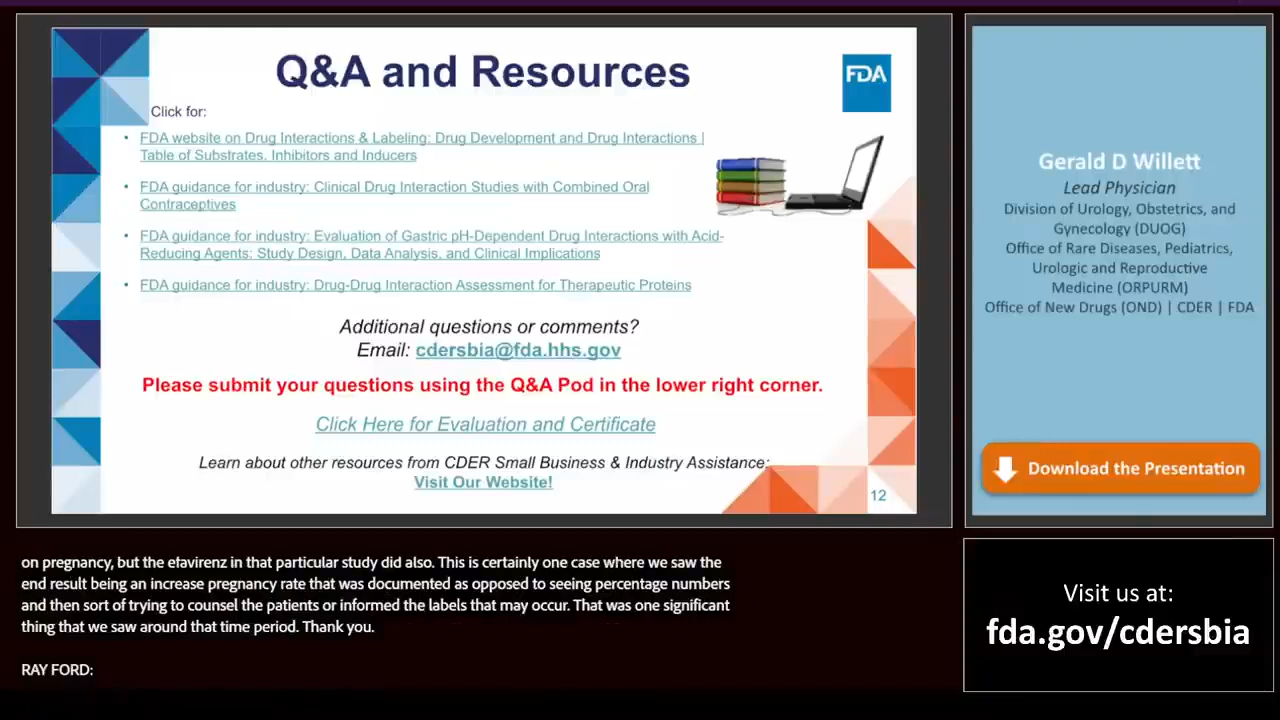 Q&A and Resources
FDA
Click for:
• FDA website on Drug Interactions & Labeling: Drug Development and Drug Interactions |
Table of Substrates, Inhibitors and Inducers
• FDA guidance for industry: Clinical Drug Interaction Studies with Combined Oral
Contraceptives
• FDA guidance for industry: Evaluation of Gastric pH-Dependent Drug Interactions with Acid-
Reducing Agents: Study Design, Data Analysis, and Clinical Implications
• FDA guidance for industry: Drug-Drug Interaction Assessment for Therapeutic Proteins
Additional questions or comments?
Email: cdersbia@fda.hhs.gov
Please submit your questions using the Q&A Pod in the lower right corner.
Click Here for Evaluation and Certificate
Learn about other resources from CDER Small Business & Industry Assistance:
Visit Our Website!
12
Gerald D Willett
Lead Physician
Division of Urology, Obstetrics, and
Gynecology (DUOG)
Office of Rare Diseases, Pediatrics,
Urologic and Reproductive
Medicine (ORPURM)
Office of New Drugs (OND) | CDER | FDA
Download the Presentation
on pregnancy, but the efavirenz in that particular study did also. This is certainly one case where we saw the
end result being an increase pregnancy rate that was documented as opposed to seeing percentage numbers
and then sort of trying to counsel the patients or informed the labels that may occur. That was one significant
thing that we saw around that time period. Thank you.
RAY FORD:
Visit us at:
fda.gov/cdersbia